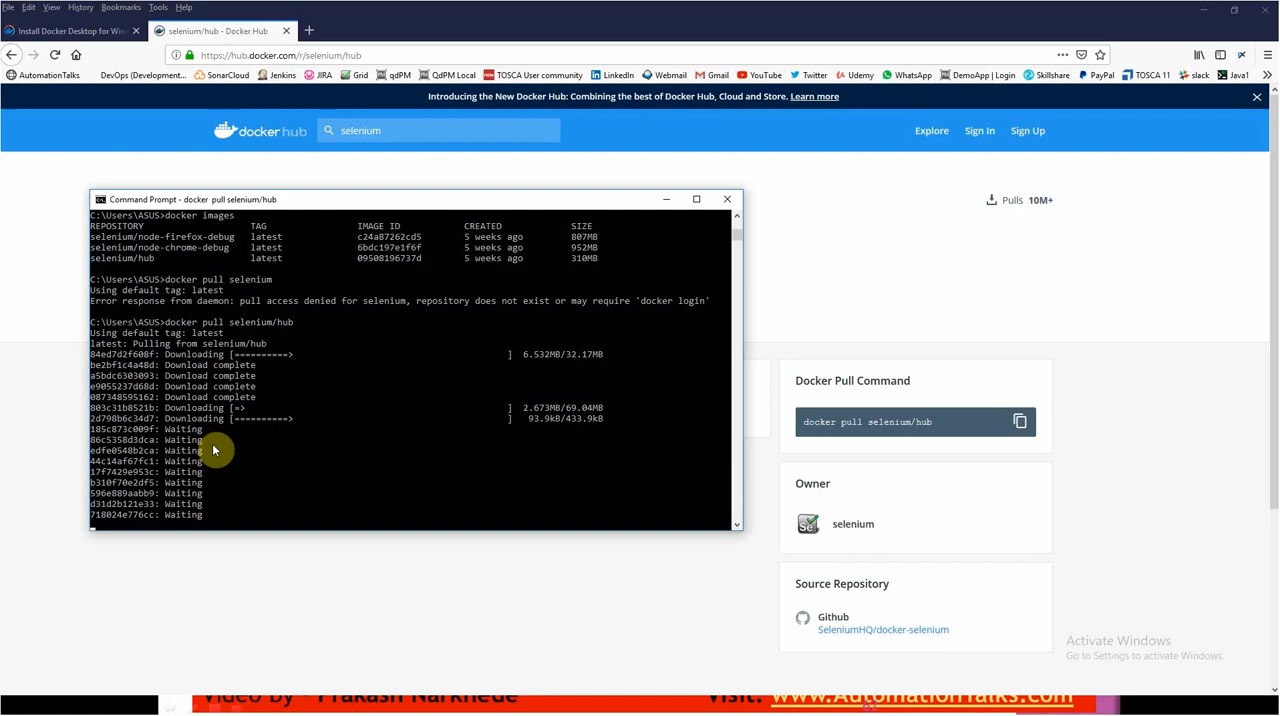 File Edit View History Bookmarks Tools Help
Install Docker Desktop for Win
selenium/hub - Docker Hub
https://hub.docker.com/r/selenium/hub
AutomationTalks DevOps (Development... SonarCloud Jenkins JIRA Grid qdPM QdPM Local TOSCA User community LinkedIn Webmail Gmail YouTube Twitter Udemy WhatsApp DemoApp | Login Skillshare PayPal TOSCA 11 slack Java1
Introducing the New Docker Hub: Combining the best of Docker Hub, Cloud and Store. Learn more
docker hub selenium Explore Sign In Sign Up
Pulls 10M+
Command Prompt - docker pull selenium/hub
C:\Users\ASUS>docker images
REPOSITORY TAG IMAGE ID CREATED SIZE
selenium/node-firefox-debug latest c24a87262cd5 5 weeks ago 807MB
selenium/node-chrome-debug latest 6bdc197e1f6f 5 weeks ago 952MB
selenium/hub latest 09508196737d 5 weeks ago 310MB
C:\Users\ASUS>docker pull selenium
Using default tag: latest
Error response from daemon: pull access denied for selenium, repository does not exist or may require 'docker login'
C:\Users\ASUS>docker pull selenium/hub
Using default tag: latest
latest: Pulling from selenium/hub
84ed7d2f608f: Downloading [==========> ] 6.532MB/32.17MB
be2bf1c4a48d: Download complete
a5bdc6303093: Download complete
e9055237d68d: Download complete
087348595162: Download complete
803c31b8521b: Downloading [=> ] 2.673MB/69.04MB
2d798b6c34d7: Downloading [==========> ] 93.9kB/433.9kB
185c873c009f: Waiting
86c5358d3dca: Waiting
edfe0548b2ca: Waiting
44c14af67fc1: Waiting
17f7429e953c: Waiting
b310f70e2df5: Waiting
596e889aabb9: Waiting
d31d2b121e33: Waiting
718024e776cc: Waiting
Docker Pull Command
docker pull selenium/hub
Owner
selenium
Source Repository
Github
SeleniumHQ/docker-selenium
Activate Windows
Go to Settings to activate Windows.
Video by - Prakash Narkhede Visit: www.AutomationTalks.com